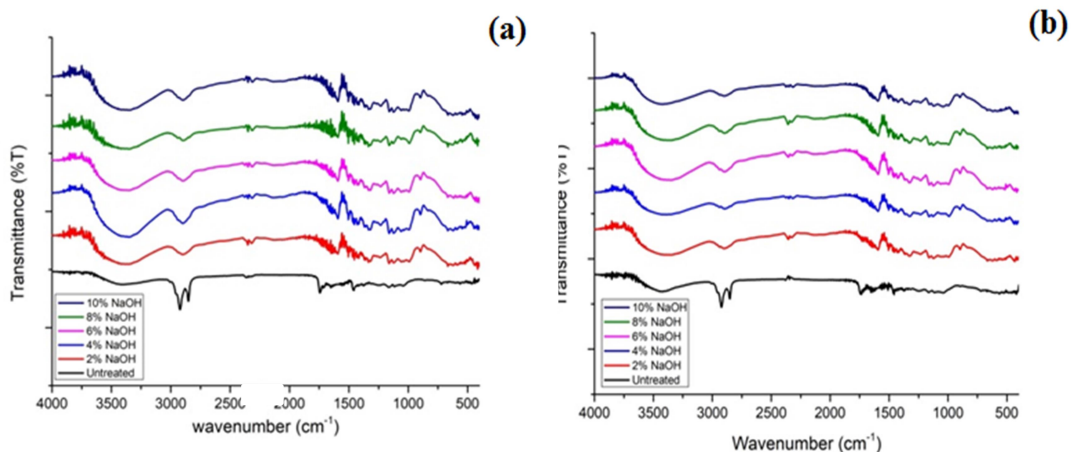 (a)
Transmittance (%T)
10% NaOH
8% NaOH
6% NaOH
4% NaOH
2% NaOH
Untreated
4000 3500 3000 2500 1500 1000 500
wavenumber (cm⁻¹)
(b)
(%T)
10% NaOH
8% NaOH
6% NaOH
4% NaOH
2% NaOH
Untreated
4000 3500 3000 2500 2000 1500 1000 500
Wavenumber (cm⁻¹)